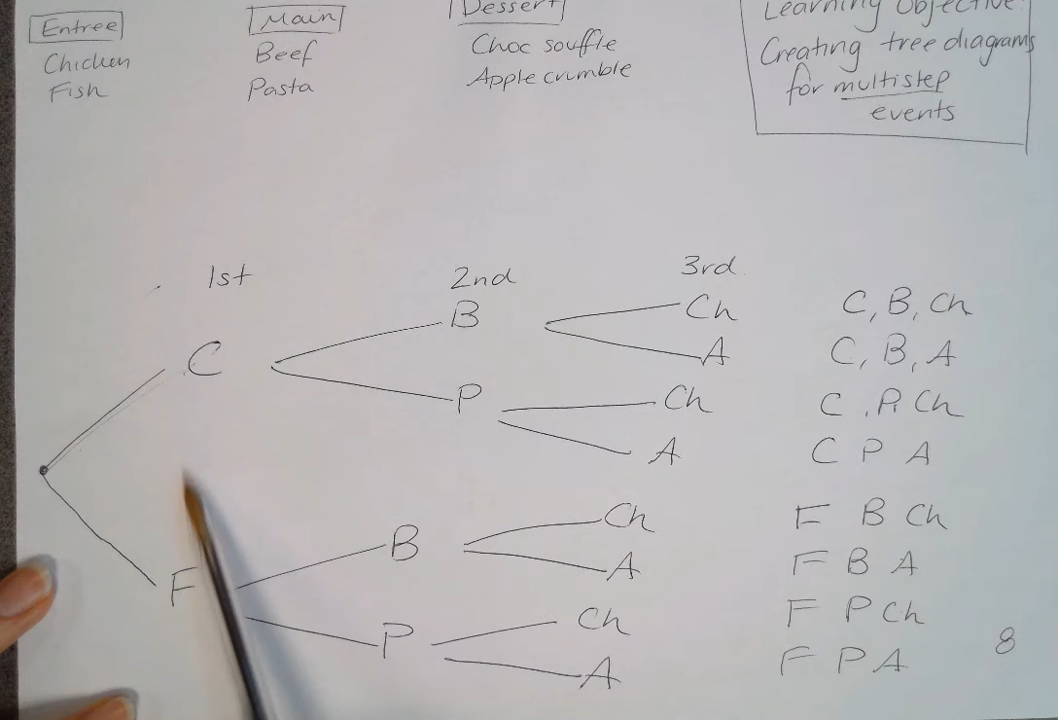 Entree
Chicken
Fish
Main
Beef
Pasta
Dessert
Choc souffle
Apple crumble
Learning Objective:
Creating tree diagrams
for multistep
events
1st 2nd 3rd
C
B
Ch
A
P
Ch
A
F
B
Ch
A
P
Ch
A
C, B, Ch
C, B, A
C , P, Ch
C P A
F B Ch
F B A
F P Ch
F P A
8